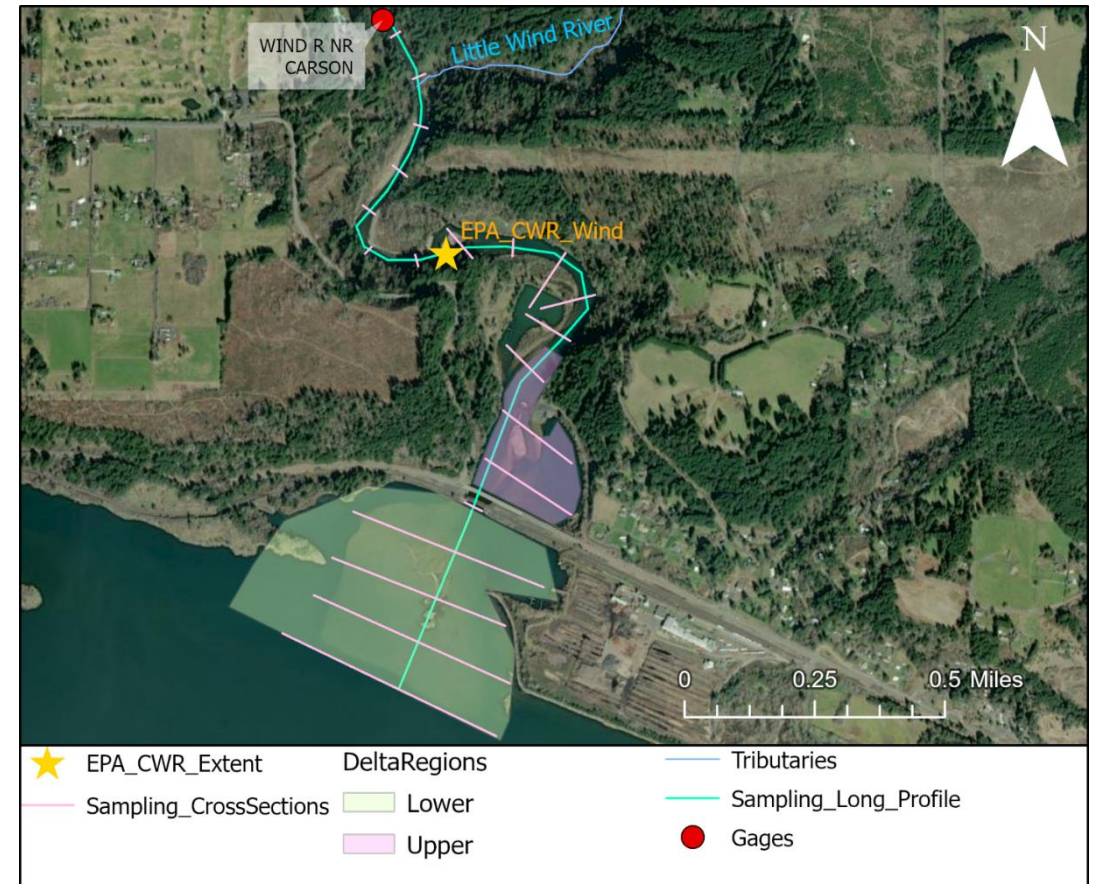 WIND R NR
CARSON
Little Wind River
N
EPA_CWR_Wind
0 0.25 0.5 Miles
EPA_CWR_Extent
Sampling_CrossSections
DeltaRegions
Lower
Upper
Tributaries
Sampling_Long_Profile
Gages